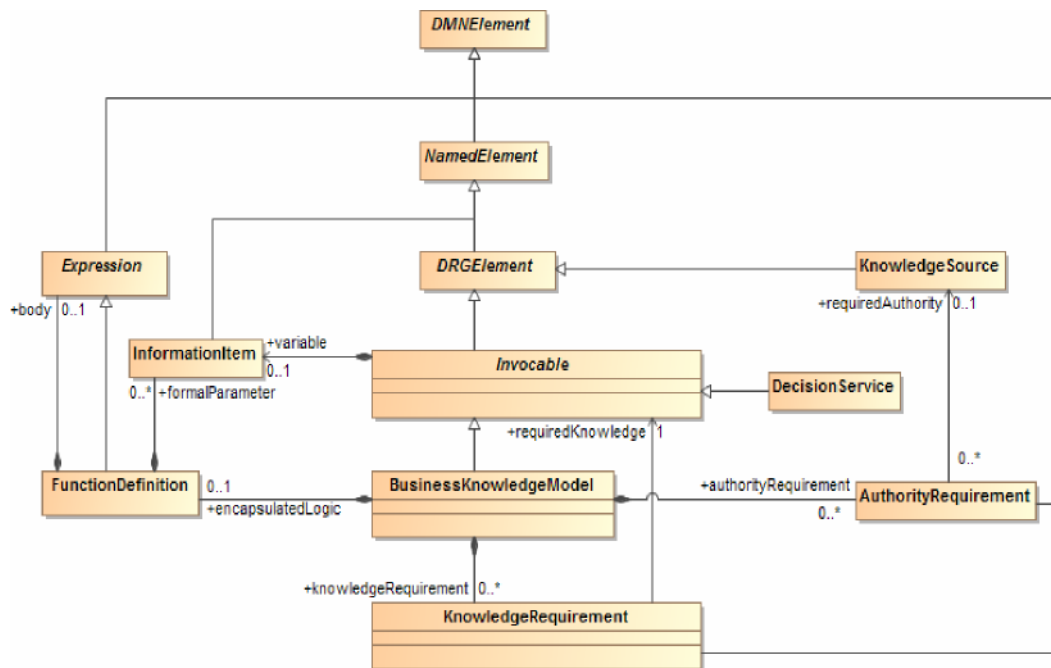 DMNElement
NamedElement
Expression
DRGElement
KnowledgeSource
+body
0..1
+requiredAuthority
0..1
InformationItem
+variable
0..1
Invocable
0..*
+formalParameter
DecisionService
+requiredKnowledge
1
0..*
FunctionDefinition
0..1
+encapsulatedLogic
BusinessKnowledgeModel
+authorityRequirement
0..*
AuthorityRequirement
+knowledgeRequirement
0..*
KnowledgeRequirement